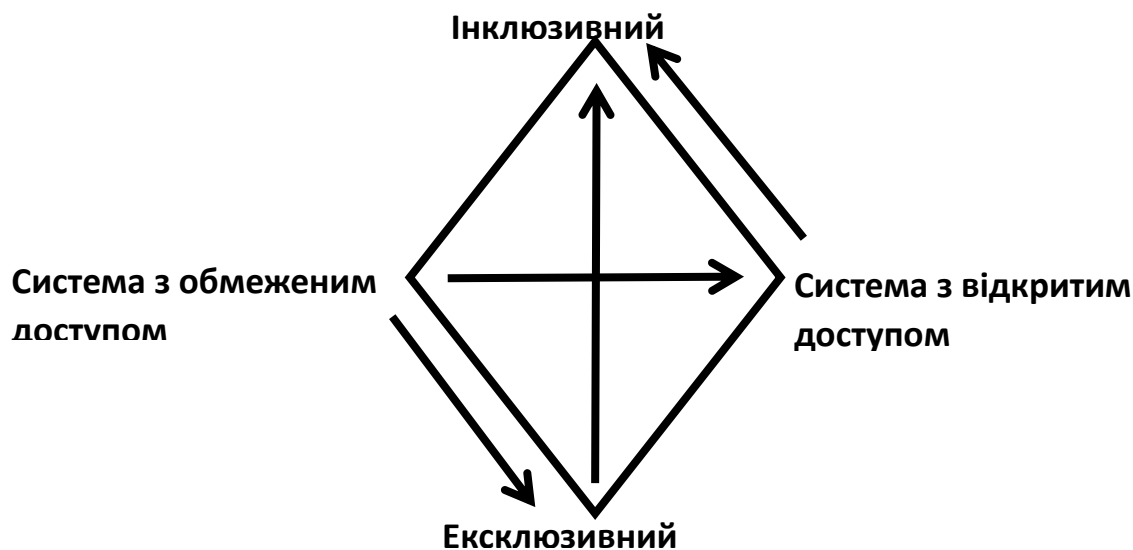 Інклюзивний
Система з обмеженим
доступом
Система з відкритим
доступом
Ексклюзивний